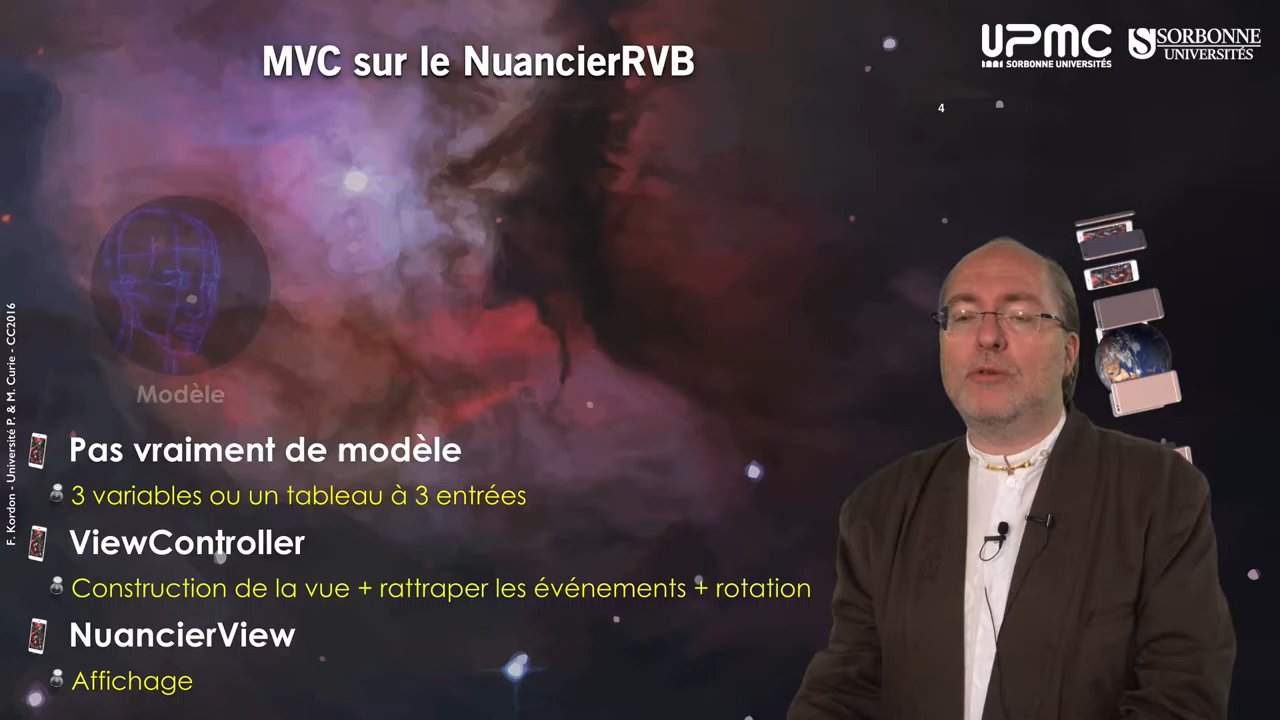 MVC sur le NuancierRVB
UPMC
SORBONNE UNIVERSITÉS
SORBONNE
UNIVERSITÉS
4
Modèle
Pas vraiment de modèle
3 variables ou un tableau à 3 entrées
ViewController
Construction de la vue + rattraper les événements + rotation
NuancierView
Affichage
F. Kordon - Université P. & M. Curie - CC2016